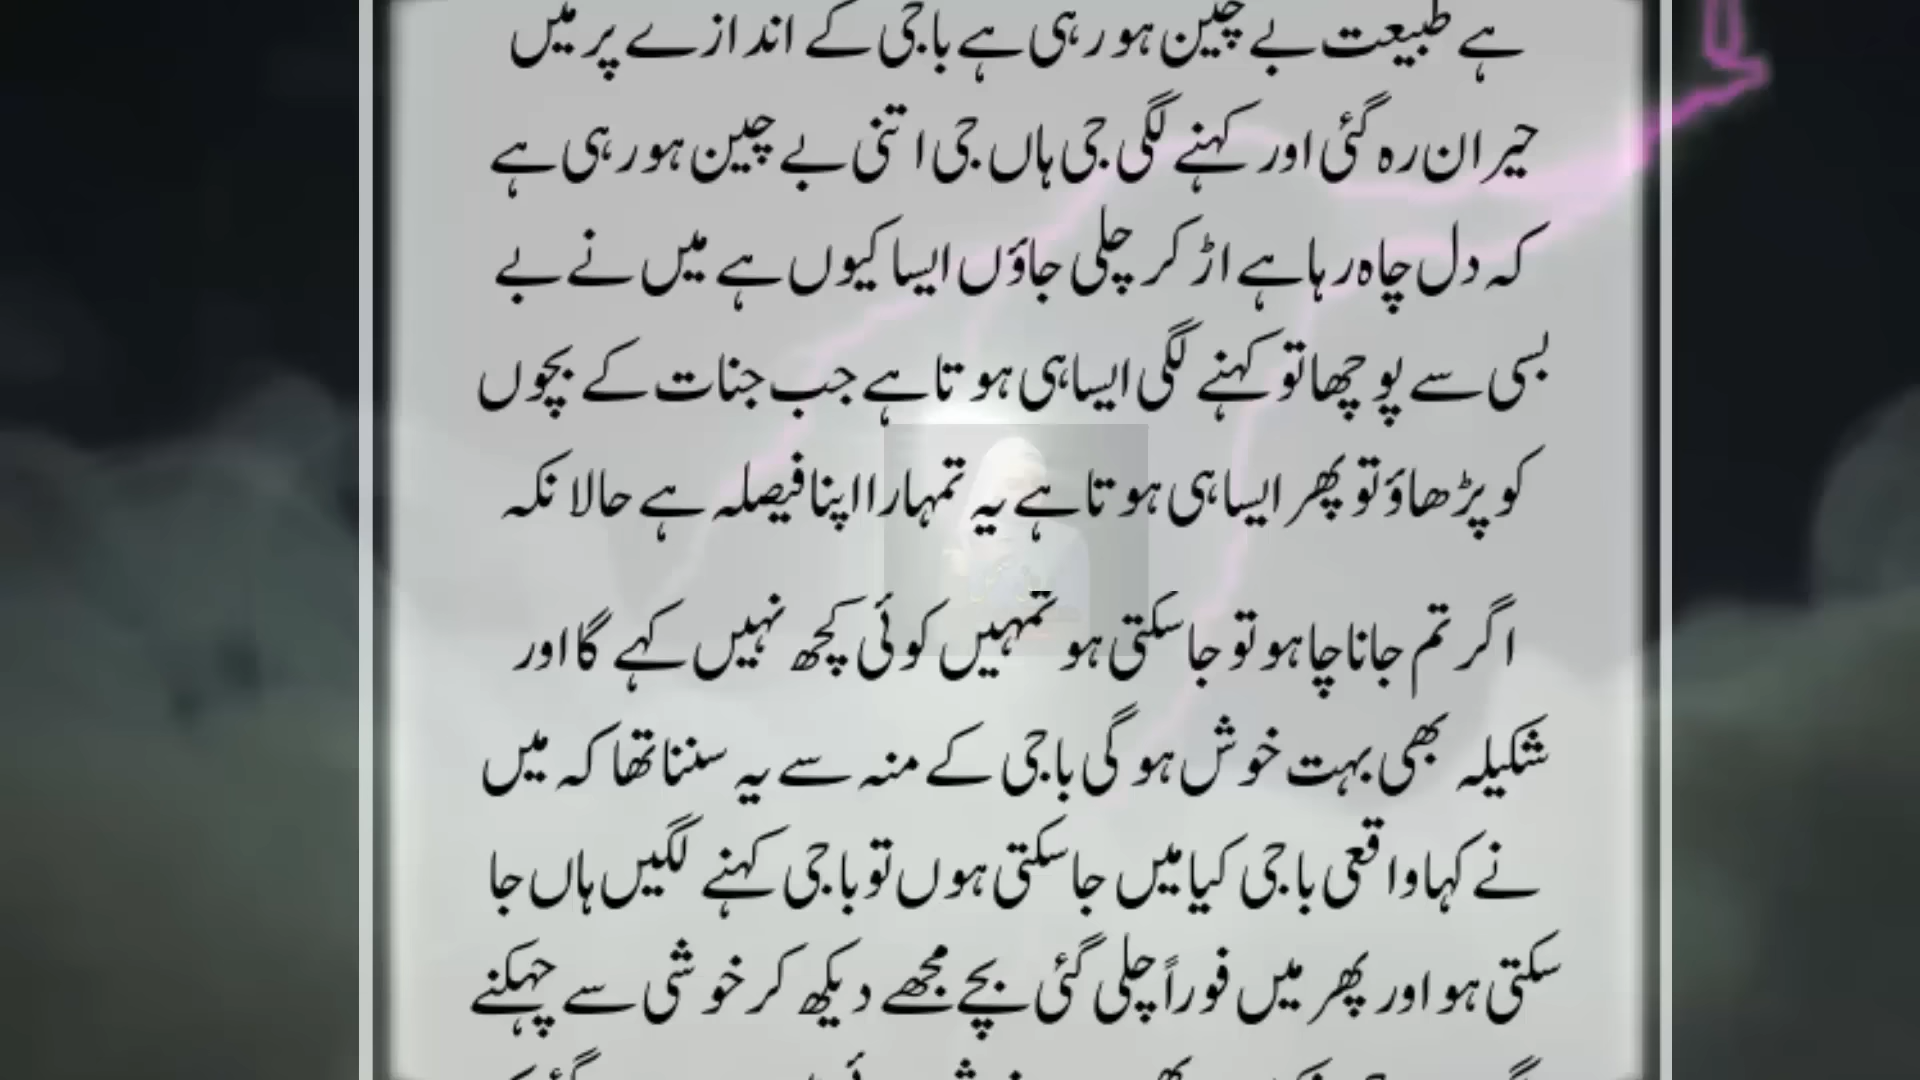 ہے طبیعت بے چین ہو رہی ہے باجی کے اندازے پر میں
حیران رہ گئی اور کہنے لگی جی ہاں جی اتنی بے چین ہو رہی ہے
کہ دل چاہ رہا ہے اڑ کر چلی جاؤں ایسا کیوں ہے میں نے بے
بسی سے پوچھا تو کہنے لگی ایسا ہی ہوتا ہے جب جنات کے بچوں
کو پڑھاؤ تو پھر ایسا ہی ہوتا ہے یہ تمہارا اپنا فیصلہ ہے حالانکہ
اگر تم جانا چاہو تو جا سکتی ہو تمہیں کوئی کچھ نہیں کہے گا اور
شکیلہ بھی بہت خوش ہو گی باجی کے منہ سے یہ سننا تھا کہ میں
نے کہا واقعی باجی کیا میں جا سکتی ہوں تو باجی کہنے لگیں ہاں جا
سکتی ہو اور پھر میں فوراً چلی گئی بچے مجھے دیکھ کر خوشی سے چہکنے